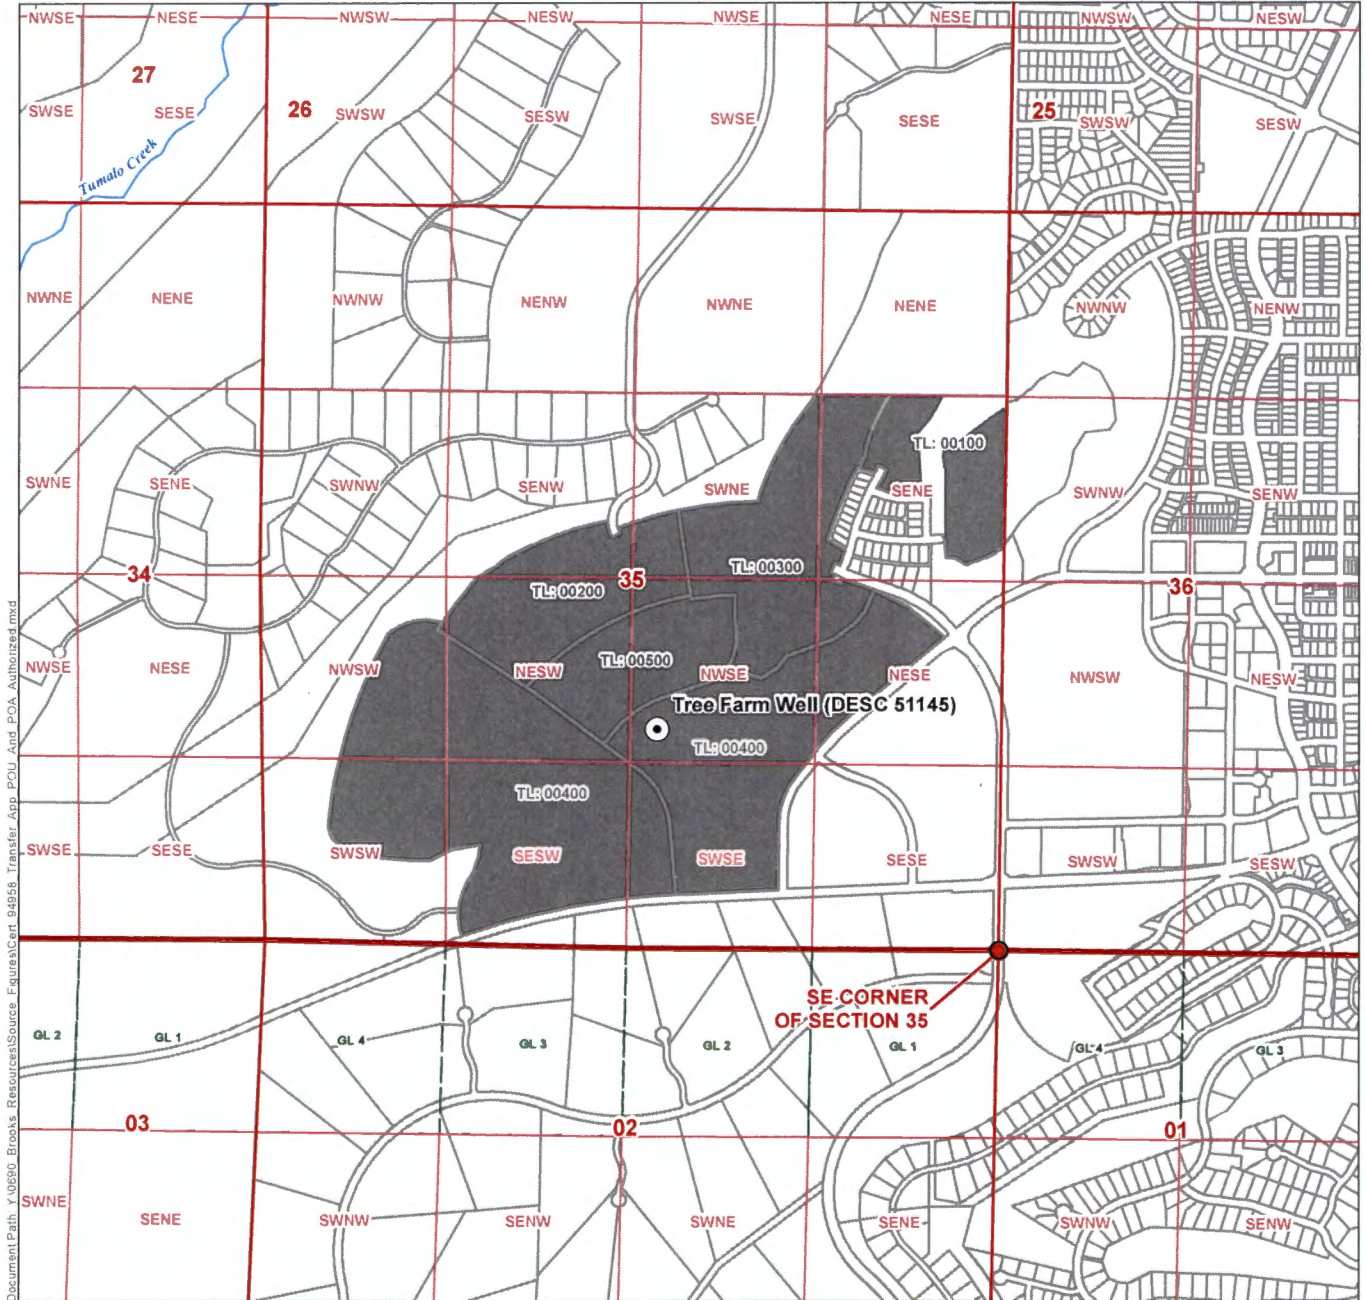 NWSE
NESE
NWSW
NESW
NWSE
NESE
NWSW
NESW
27
26
25
SWSE
SESE
SWSW
SESW
SWSE
SESE
SWSW
SESW
Tumalo Creek
NWNE
NENE
NWNW
NENW
NWNE
NENE
NWNW
NENW
TL: 00100
SWNE
SENE
SWNW
SENW
SWNE
SENE
SWNW
SENW
34
35
36
TL: 00300
TL: 00200
TL: 00500
NWSE
NESE
NWSW
NESW
NWSE
NESE
NWSW
NESW
Tree Farm Well (DESC 51145)
TL: 00400
TL: 00400
SWSE
SESE
SWSW
SESW
SWSE
SESE
SWSW
SESW
SE CORNER
OF SECTION 35
GL 2
GL 1
GL 4
GL 3
GL 2
GL 1
GL 4
GL 3
03
02
01
SWNE
SENE
SWNW
SENW
SWNE
SENE
SWNW
SENW
Document Path: Y:\0690_Brooks_Resources\Source_Figures\Cert_94958_Transfer_App_POU_And_POA_Authorized.mxd